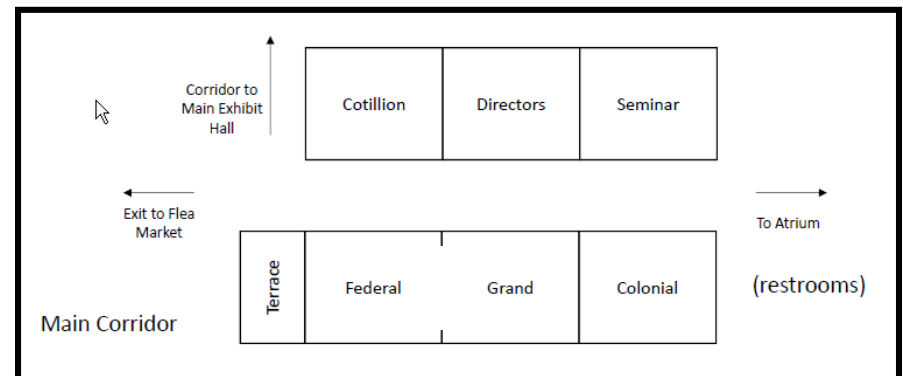 Corridor to
Main Exhibit
Hall
Cotillion
Directors
Seminar
Exit to Flea
Market
To Atrium
Terrace
Federal
Grand
Colonial
(restrooms)
Main Corridor